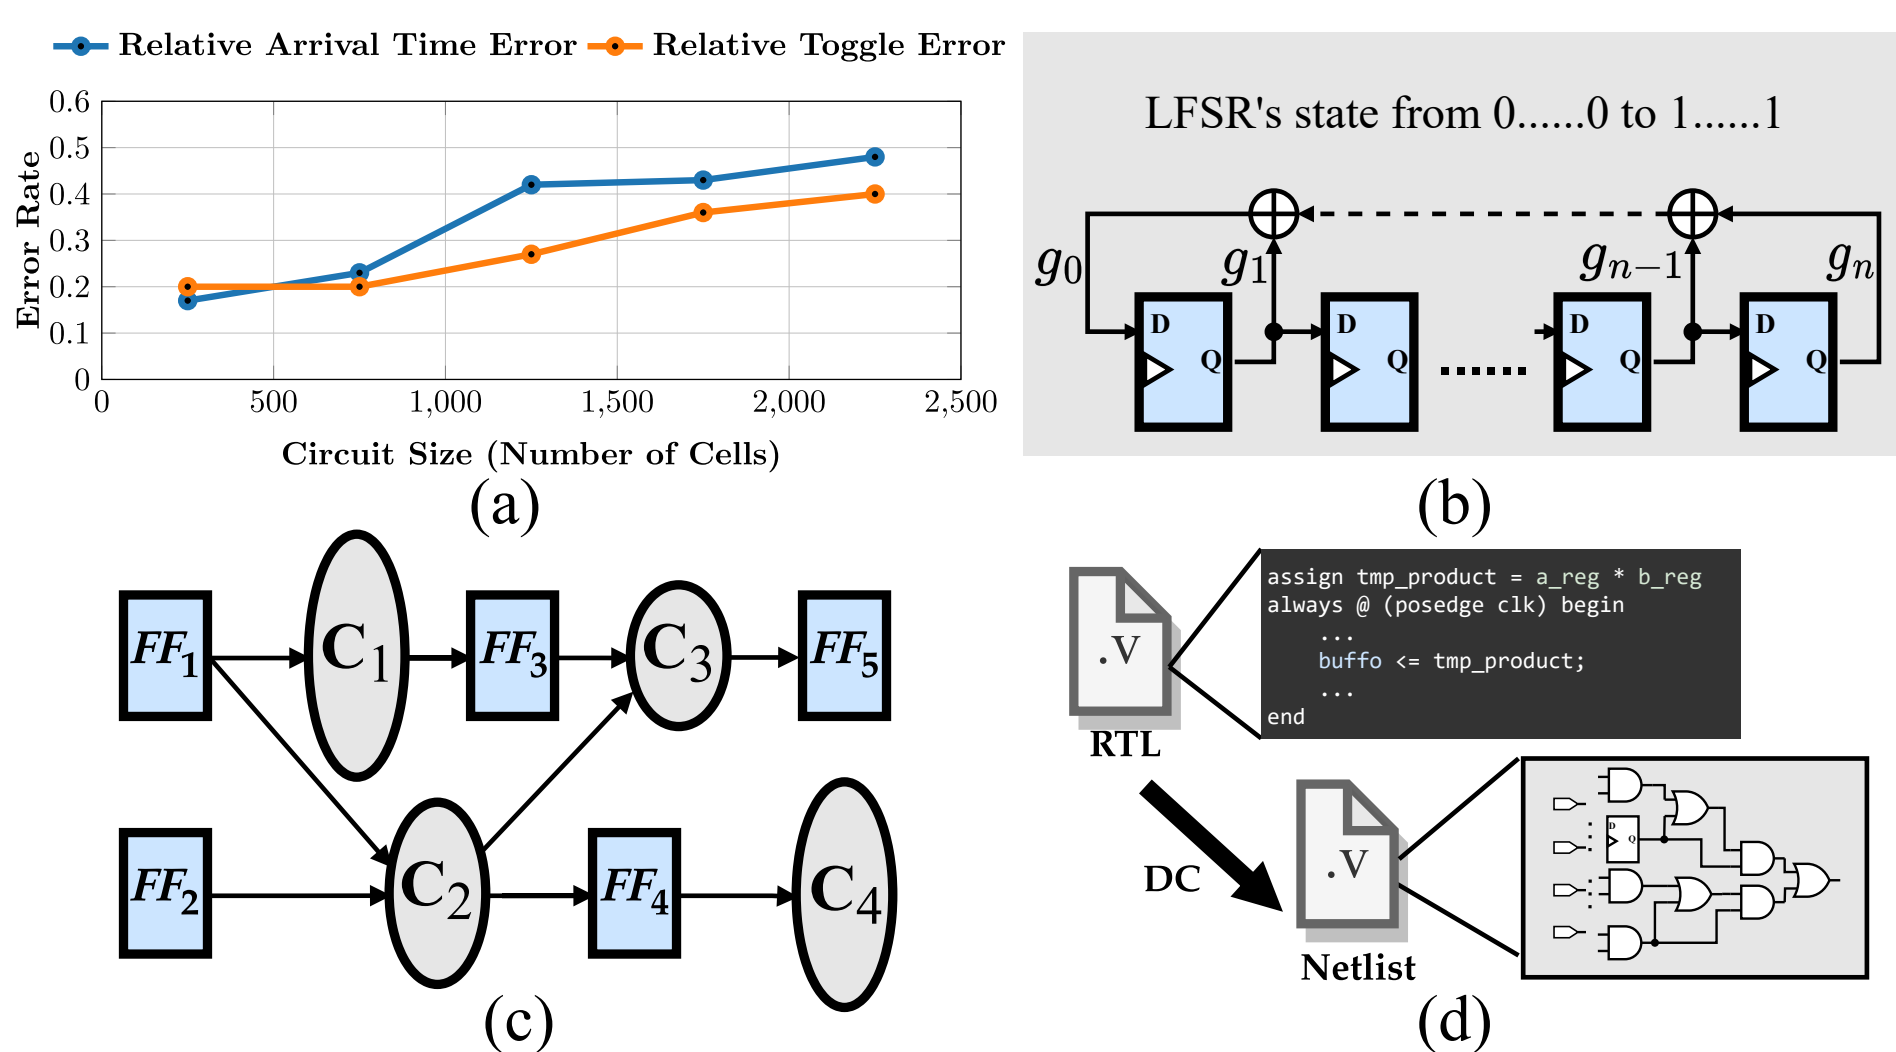 Relative Arrival Time Error Relative Toggle Error
0.6
0.5
0.4
0.3
0.2
0.1
0
Error Rate
0 500 1,000 1,500 2,000 2,500
Circuit Size (Number of Cells)
(a)
LFSR's state from 0......0 to 1......1
g0 g1 gn−1 gn
D Q D Q D Q D Q
(b)
FF1 C1 FF3 C3 FF5
FF2 C2 FF4 C4
(c)
.V
RTL
assign tmp_product = a_reg * b_reg
always @ (posedge clk) begin
...
buffo <= tmp_product;
...
end
DC
.V
Netlist
D Q
(d)